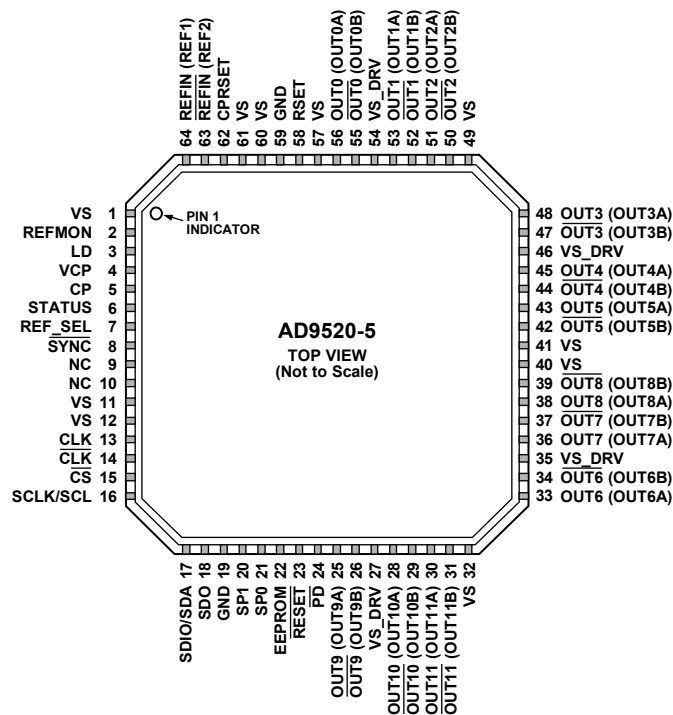 64 REFIN (REF1)
63 REFIN (REF2)
62 CPRSET
61 VS
60 VS
59 GND
58 RSET
57 VS
56 OUT0 (OUT0A)
55 OUT0 (OUT0B)
54 VS_DRV
53 OUT1 (OUT1A)
52 OUT1 (OUT1B)
51 OUT2 (OUT2A)
50 OUT2 (OUT2B)
49 VS
VS 1
REFMON 2
LD 3
VCP 4
CP 5
STATUS 6
REF_SEL 7
SYNC 8
NC 9
NC 10
VS 11
VS 12
CLK 13
CLK 14
CS 15
SCLK/SCL 16
PIN 1
INDICATOR
AD9520-5
TOP VIEW
(Not to Scale)
48 OUT3 (OUT3A)
47 OUT3 (OUT3B)
46 VS_DRV
45 OUT4 (OUT4A)
44 OUT4 (OUT4B)
43 OUT5 (OUT5A)
42 OUT5 (OUT5B)
41 VS
40 VS
39 OUT8 (OUT8B)
38 OUT8 (OUT8A)
37 OUT7 (OUT7B)
36 OUT7 (OUT7A)
35 VS_DRV
34 OUT6 (OUT6B)
33 OUT6 (OUT6A)
SDIO/SDA 17
SDO 18
GND 19
SP1 20
SP0 21
EEPROM 22
RESET 23
PD 24
OUT9 (OUT9A) 25
OUT9 (OUT9B) 26
VS_DRV 27
OUT10 (OUT10A) 28
OUT10 (OUT10B) 29
OUT11 (OUT11A) 30
OUT11 (OUT11B) 31
VS 32